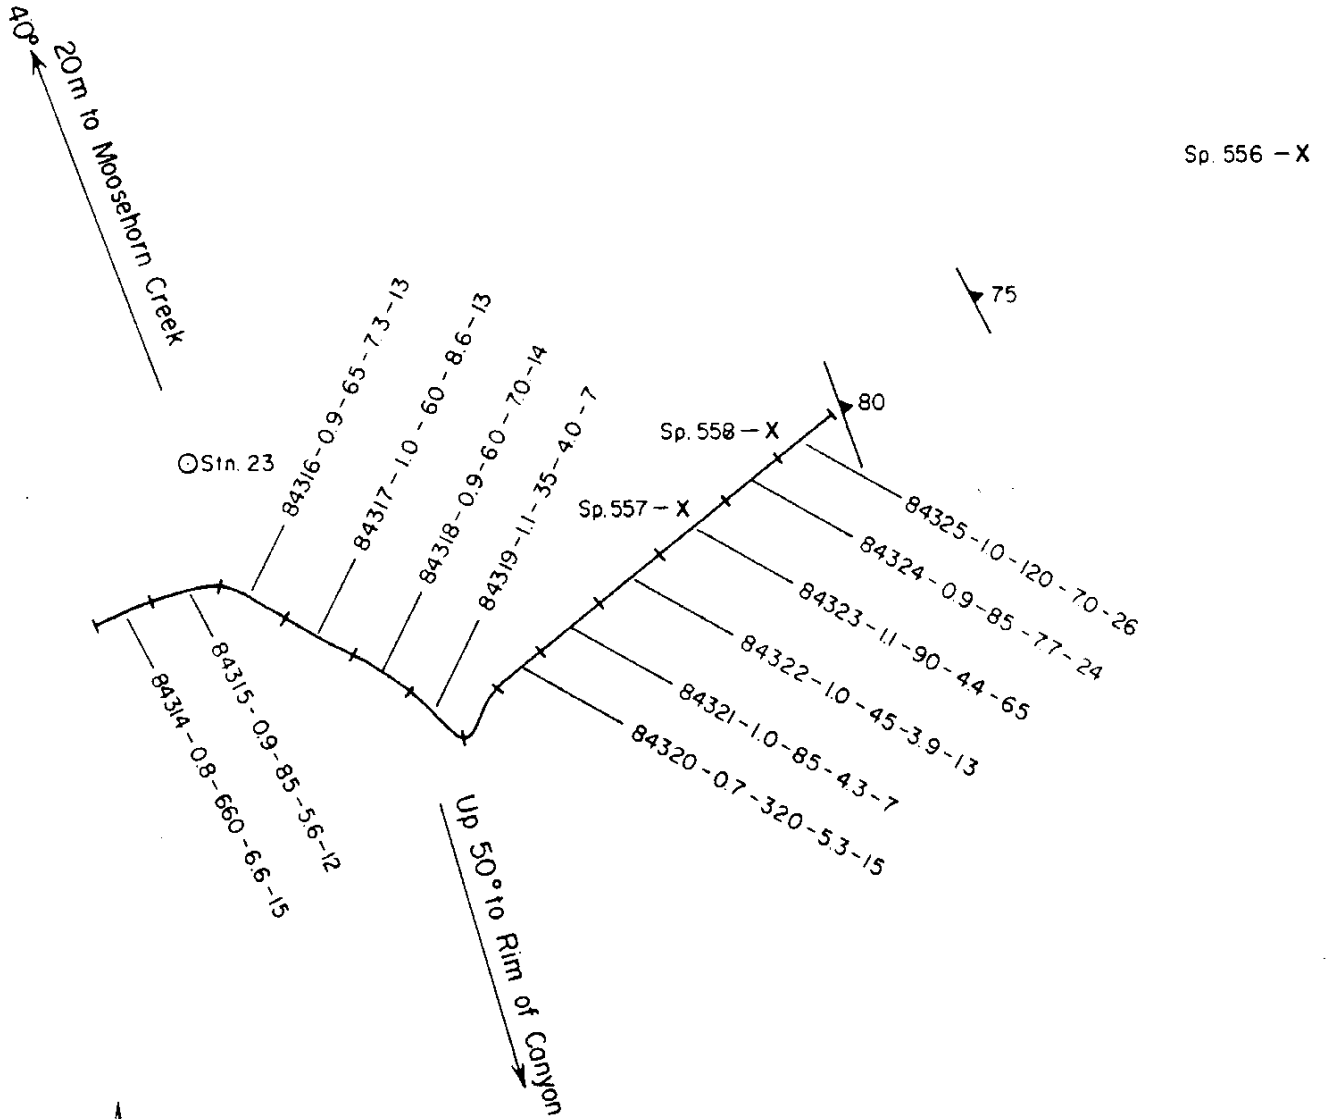 40°
20m to Moosehorn Creek
Sp. 556 – X
75
80
Sp. 558 – X
Sp. 557 – X
Stn. 23
84316-0.9-65-7.3-13
84317-1.0-60-8.6-13
84318-0.9-60-7.0-14
84319-1.1-35-4.0-7
84325-1.0-120-7.0-26
84324-0.9-85-7.7-24
84323-1.1-90-4.4-65
84322-1.0-45-3.9-13
84321-1.0-85-4.3-7
84320-0.7-320-5.3-15
84315-0.9-85-5.6-12
84314-0.8-660-6.6-15
Up 50° to Rim of Canyon